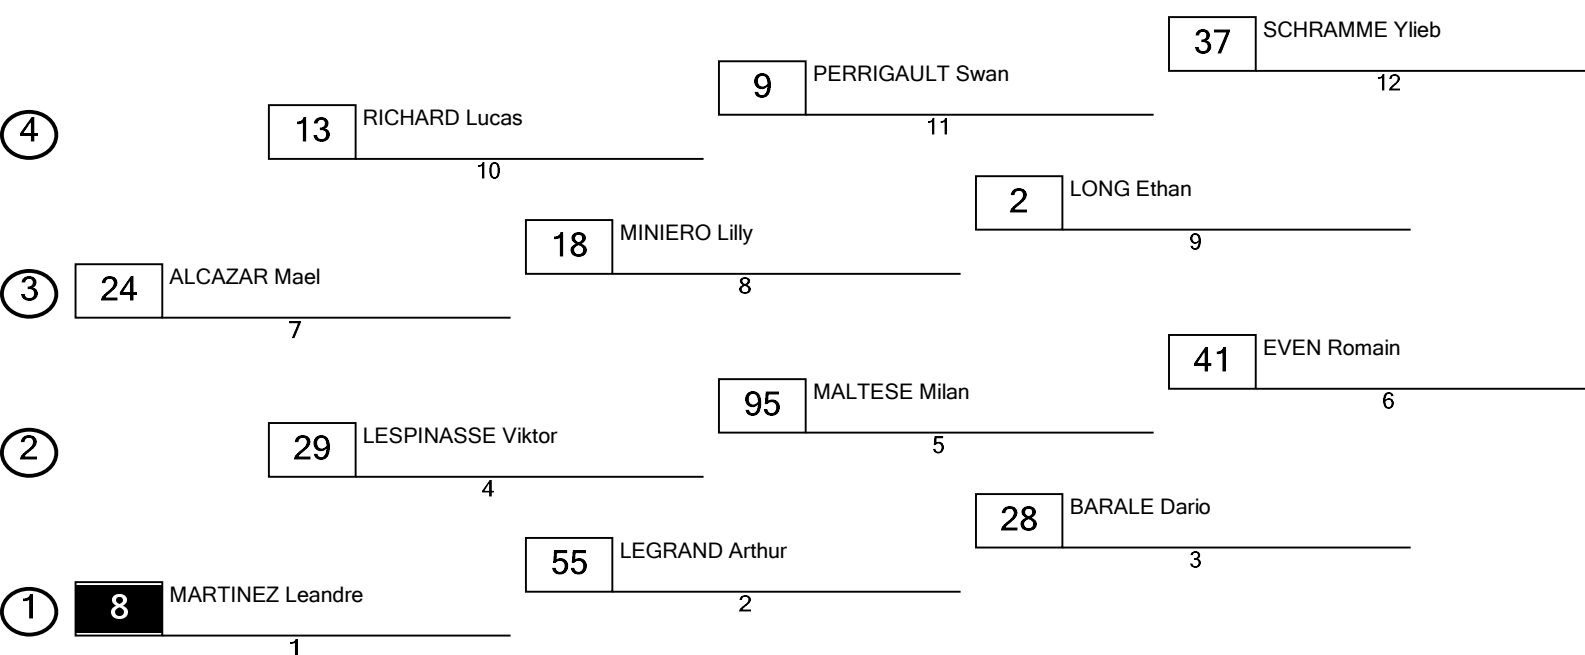 37 SCHRAMME Ylieb
12
9 PERRIGAULT Swan
11
4 13 RICHARD Lucas
10
2 LONG Ethan
9
18 MINIERO Lilly
8
3 24 ALCAZAR Mael
7
41 EVEN Romain
6
95 MALTESE Milan
5
2 29 LESPINASSE Viktor
4
28 BARALE Dario
3
55 LEGRAND Arthur
2
1 8 MARTINEZ Leandre
1